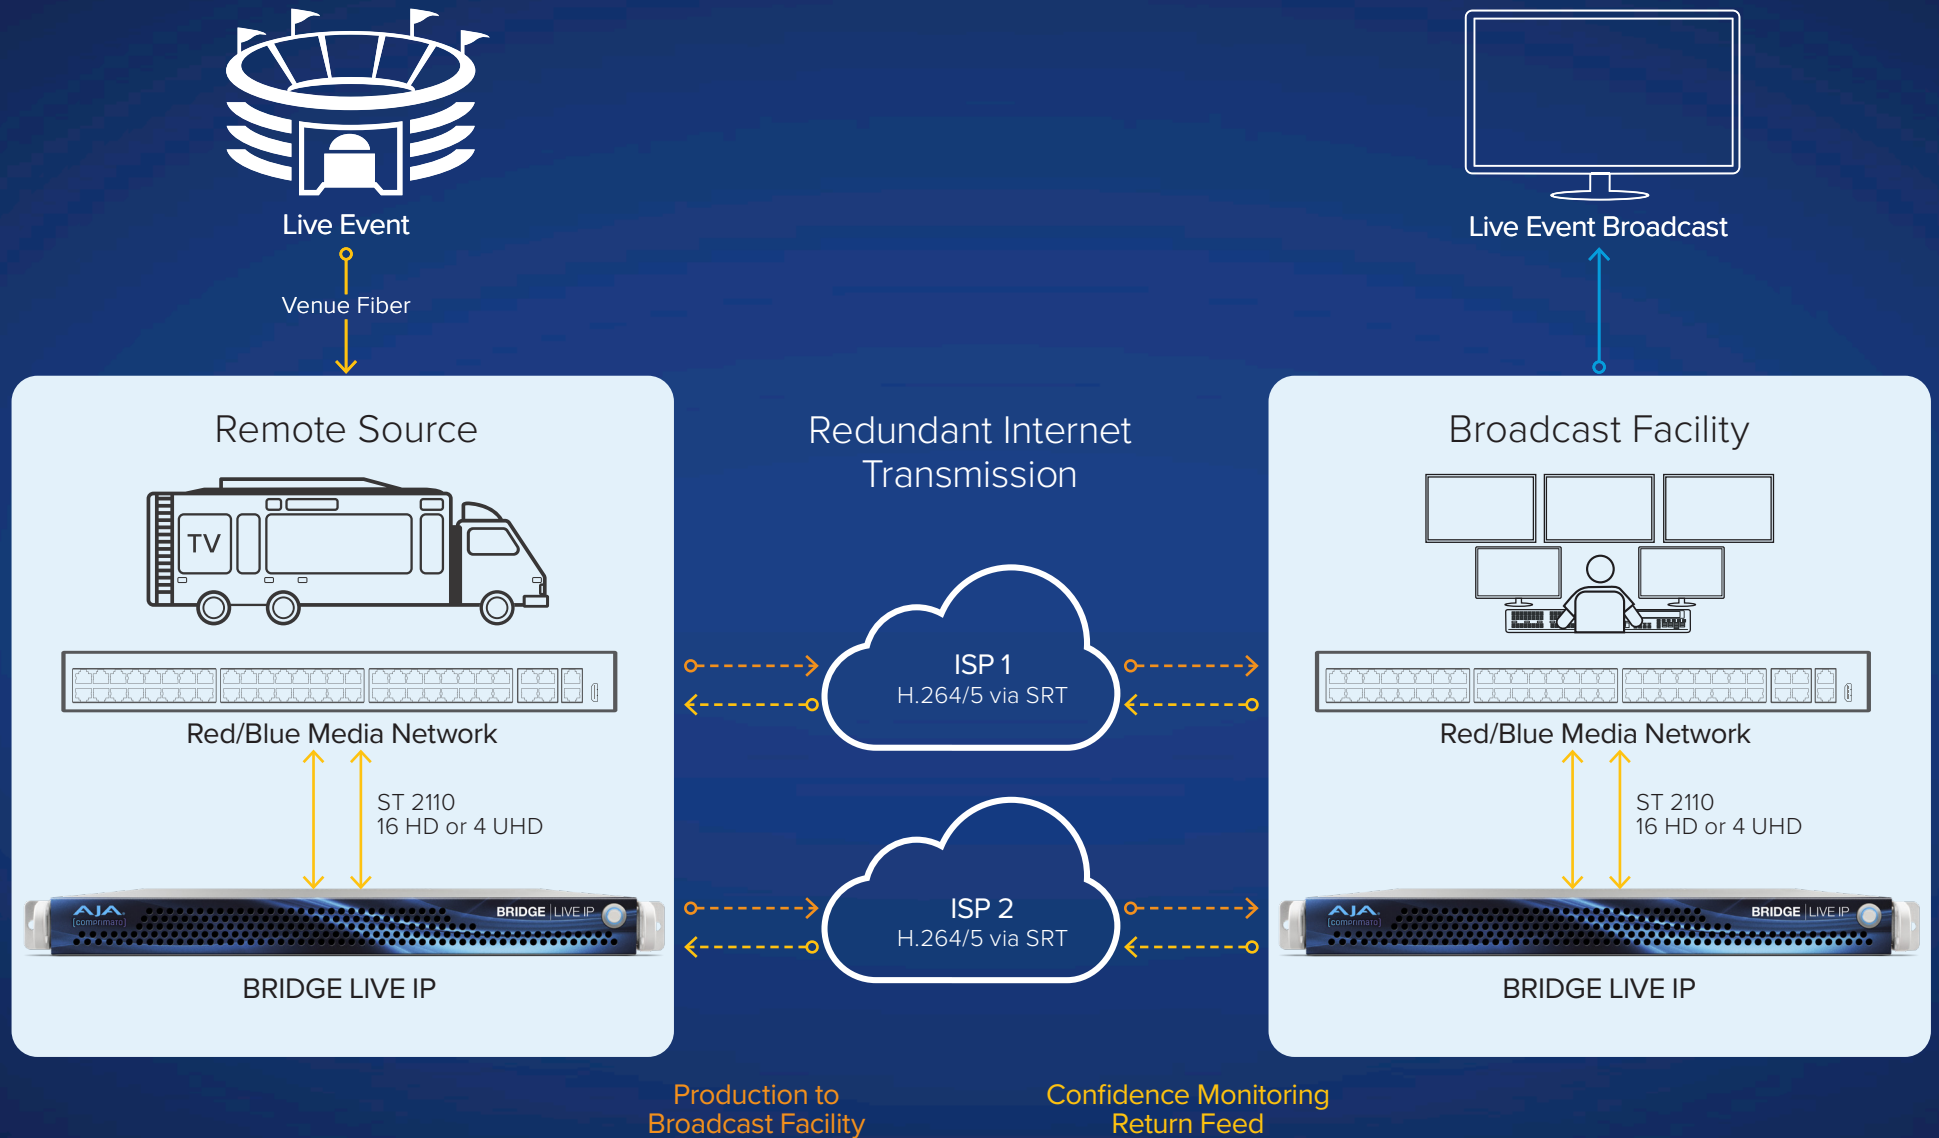 Live Event
Venue Fiber
Live Event Broadcast
Remote Source
TV
Red/Blue Media Network
ST 2110
16 HD or 4 UHD
AJA
[comprimato]
BRIDGE | LIVE IP
BRIDGE LIVE IP
Redundant Internet
Transmission
ISP 1
H.264/5 via SRT
ISP 2
H.264/5 via SRT
Broadcast Facility
Red/Blue Media Network
ST 2110
16 HD or 4 UHD
AJA
[comprimato]
BRIDGE | LIVE IP
BRIDGE LIVE IP
Production to
Broadcast Facility
Confidence Monitoring
Return Feed